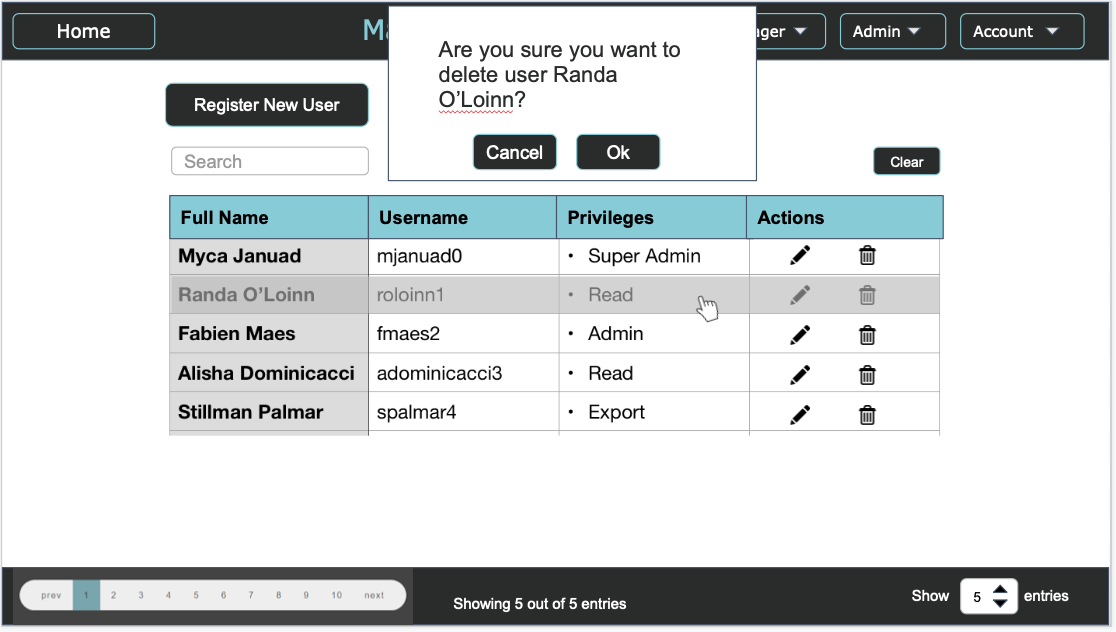 Home
Ma
ager
Admin
Account
Are you sure you want to
delete user Randa
O’Loinn?
Cancel Ok
Register New User
Search
Clear
Full Name Username Privileges Actions
Myca Januad mjanuad0 • Super Admin
Randa O’Loinn roloinn1 • Read
Fabien Maes fmaes2 • Admin
Alisha Dominicacci adominicacci3 • Read
Stillman Palmar spalmar4 • Export
prev 1 2 3 4 5 6 7 8 9 10 next
Showing 5 out of 5 entries
Show 5 entries